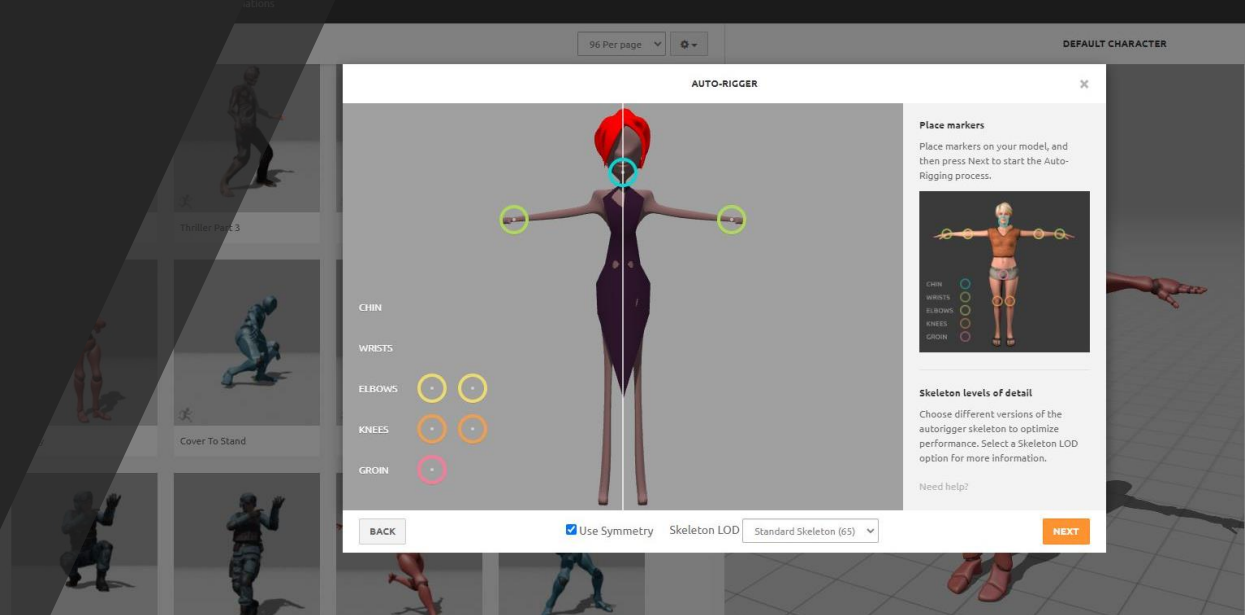 96 Per page
DEFAULT CHARACTER
AUTO-RIGGER
×
Place markers
Place markers on your model, and
then press Next to start the Auto-
Rigging process.
CHIN
WRISTS
ELBOWS
KNEES
GROIN
Thriller Part 3
CHIN
WRISTS
ELBOWS
KNEES
GROIN
Skeleton levels of detail
Choose different versions of the
autorigger skeleton to optimize
performance. Select a Skeleton LOD
option for more information.
Need help?
Cover To Stand
BACK
Use Symmetry
Skeleton LOD
Standard Skeleton (65)
NEXT